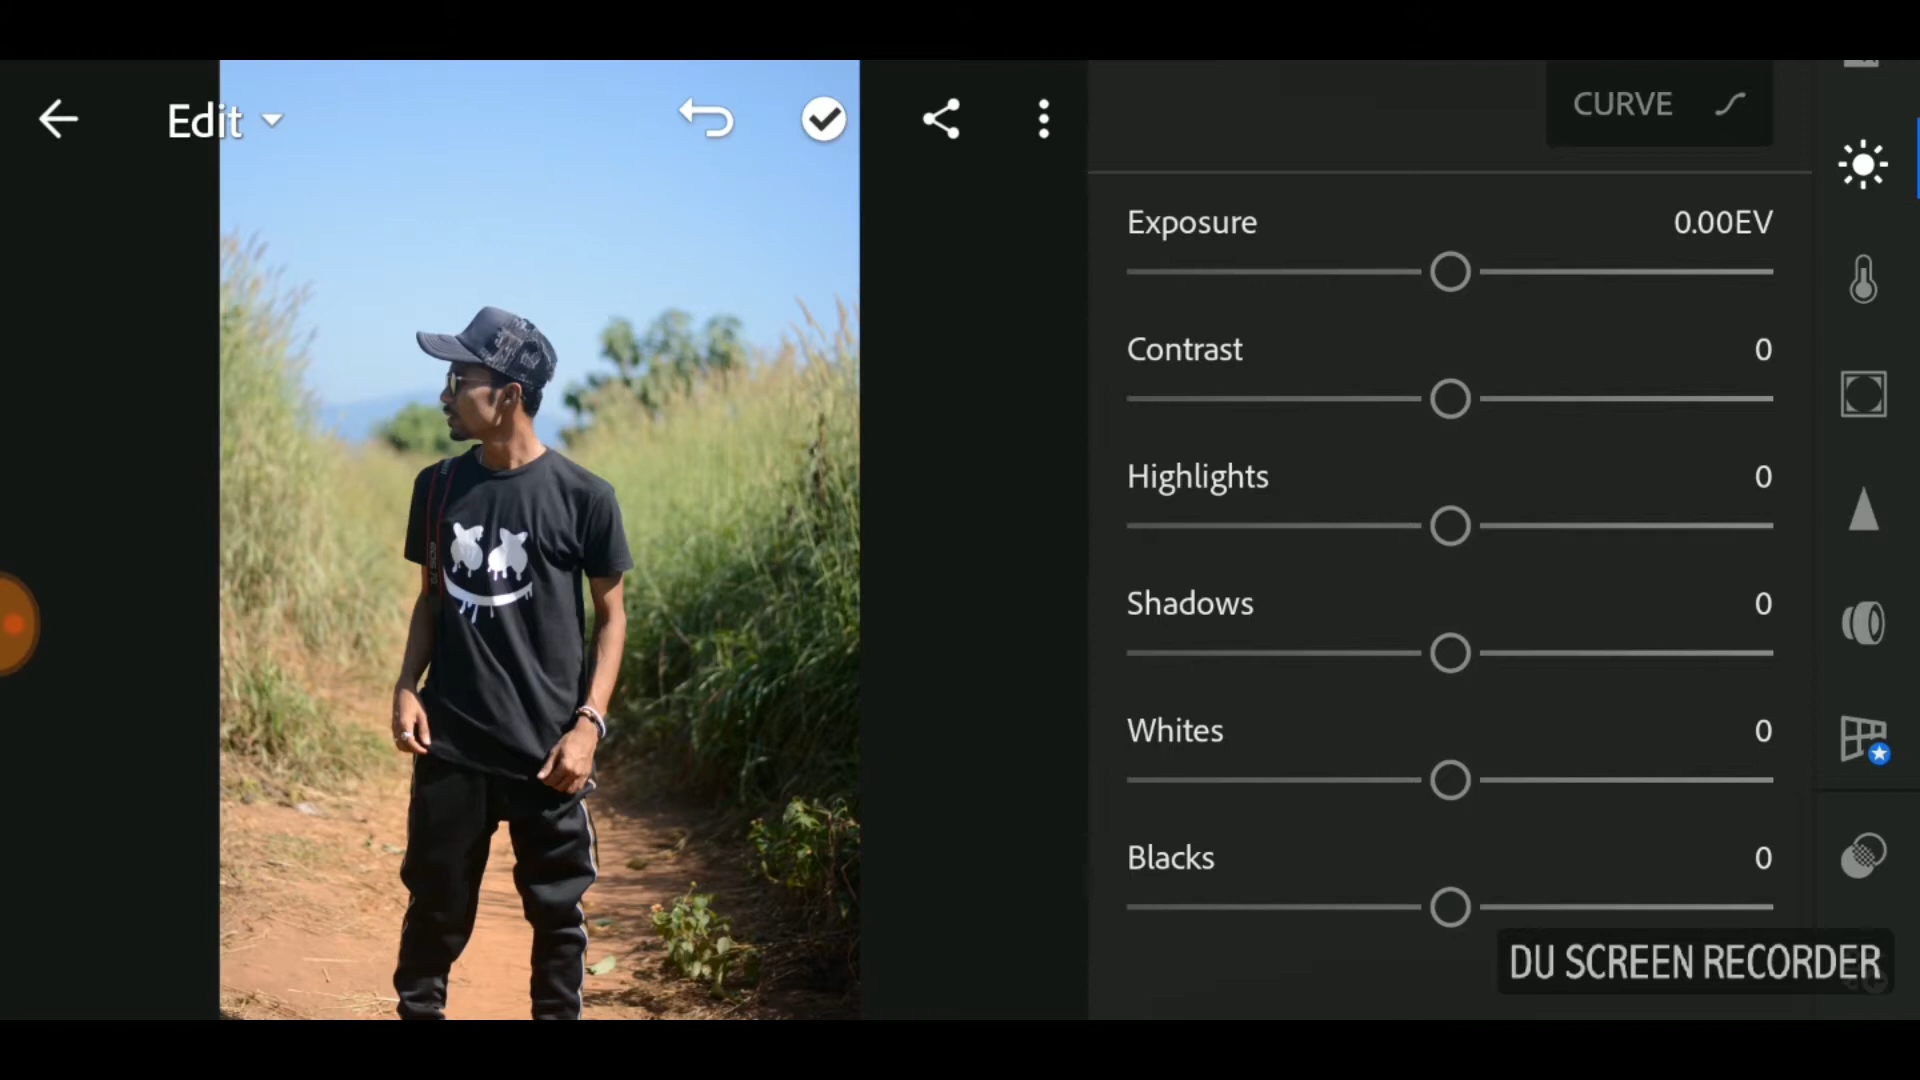 Edit
CURVE
Exposure 0.00EV
Contrast 0
Highlights 0
Shadows 0
Whites 0
Blacks 0
DU SCREEN RECORDER